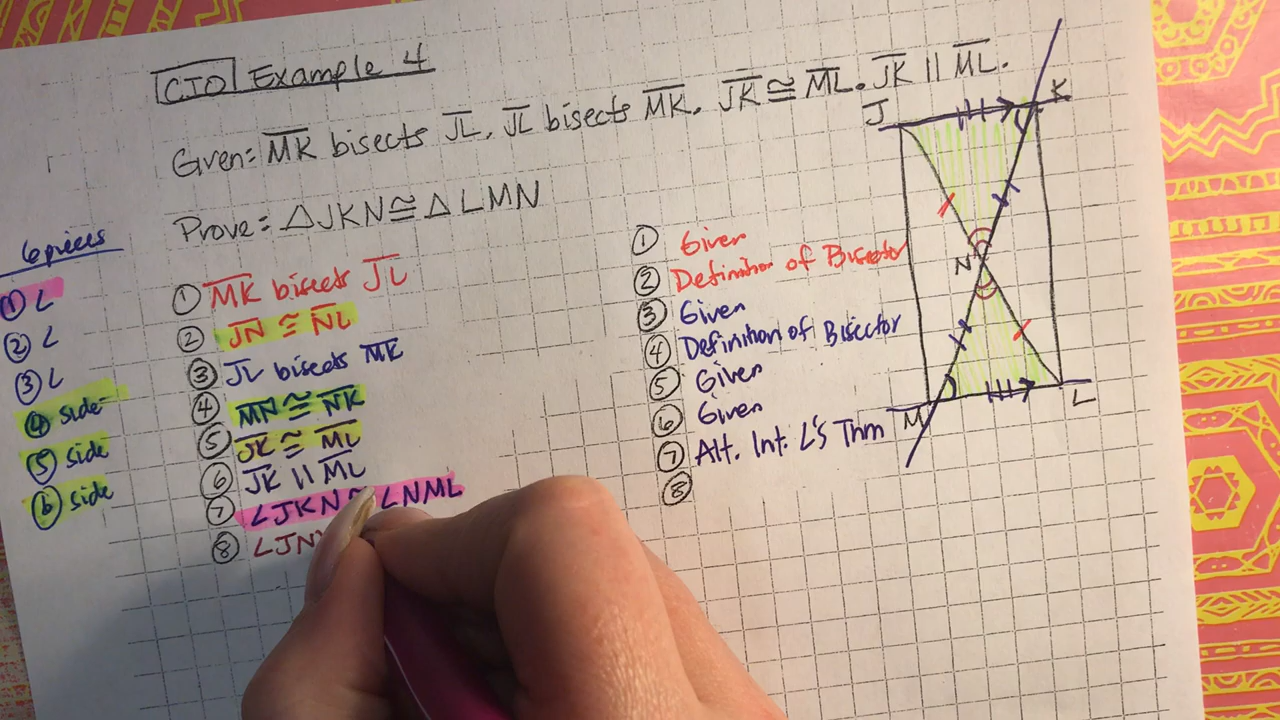 CTO Example 4
Given: MK bisects JL. JL bisects MK. JK ≅ ML. JK || ML.
Prove: △JKN ≅ △LMN
6 pieces
① ∠
② ∠
③ ∠
④ side
⑤ side
⑥ side
① MK bisects JL
② JN ≅ NL
③ JL bisects MK
④ MN ≅ NK
⑤ JK ≅ ML
⑥ JK || ML
⑦ ∠JKN ≅ ∠NML
⑧ ∠JN
① Given
② Definition of Bisector
③ Given
④ Definition of Bisector
⑤ Given
⑥ Given
⑦ Alt. Int. ∠'s Thm
⑧
J K
N
M L